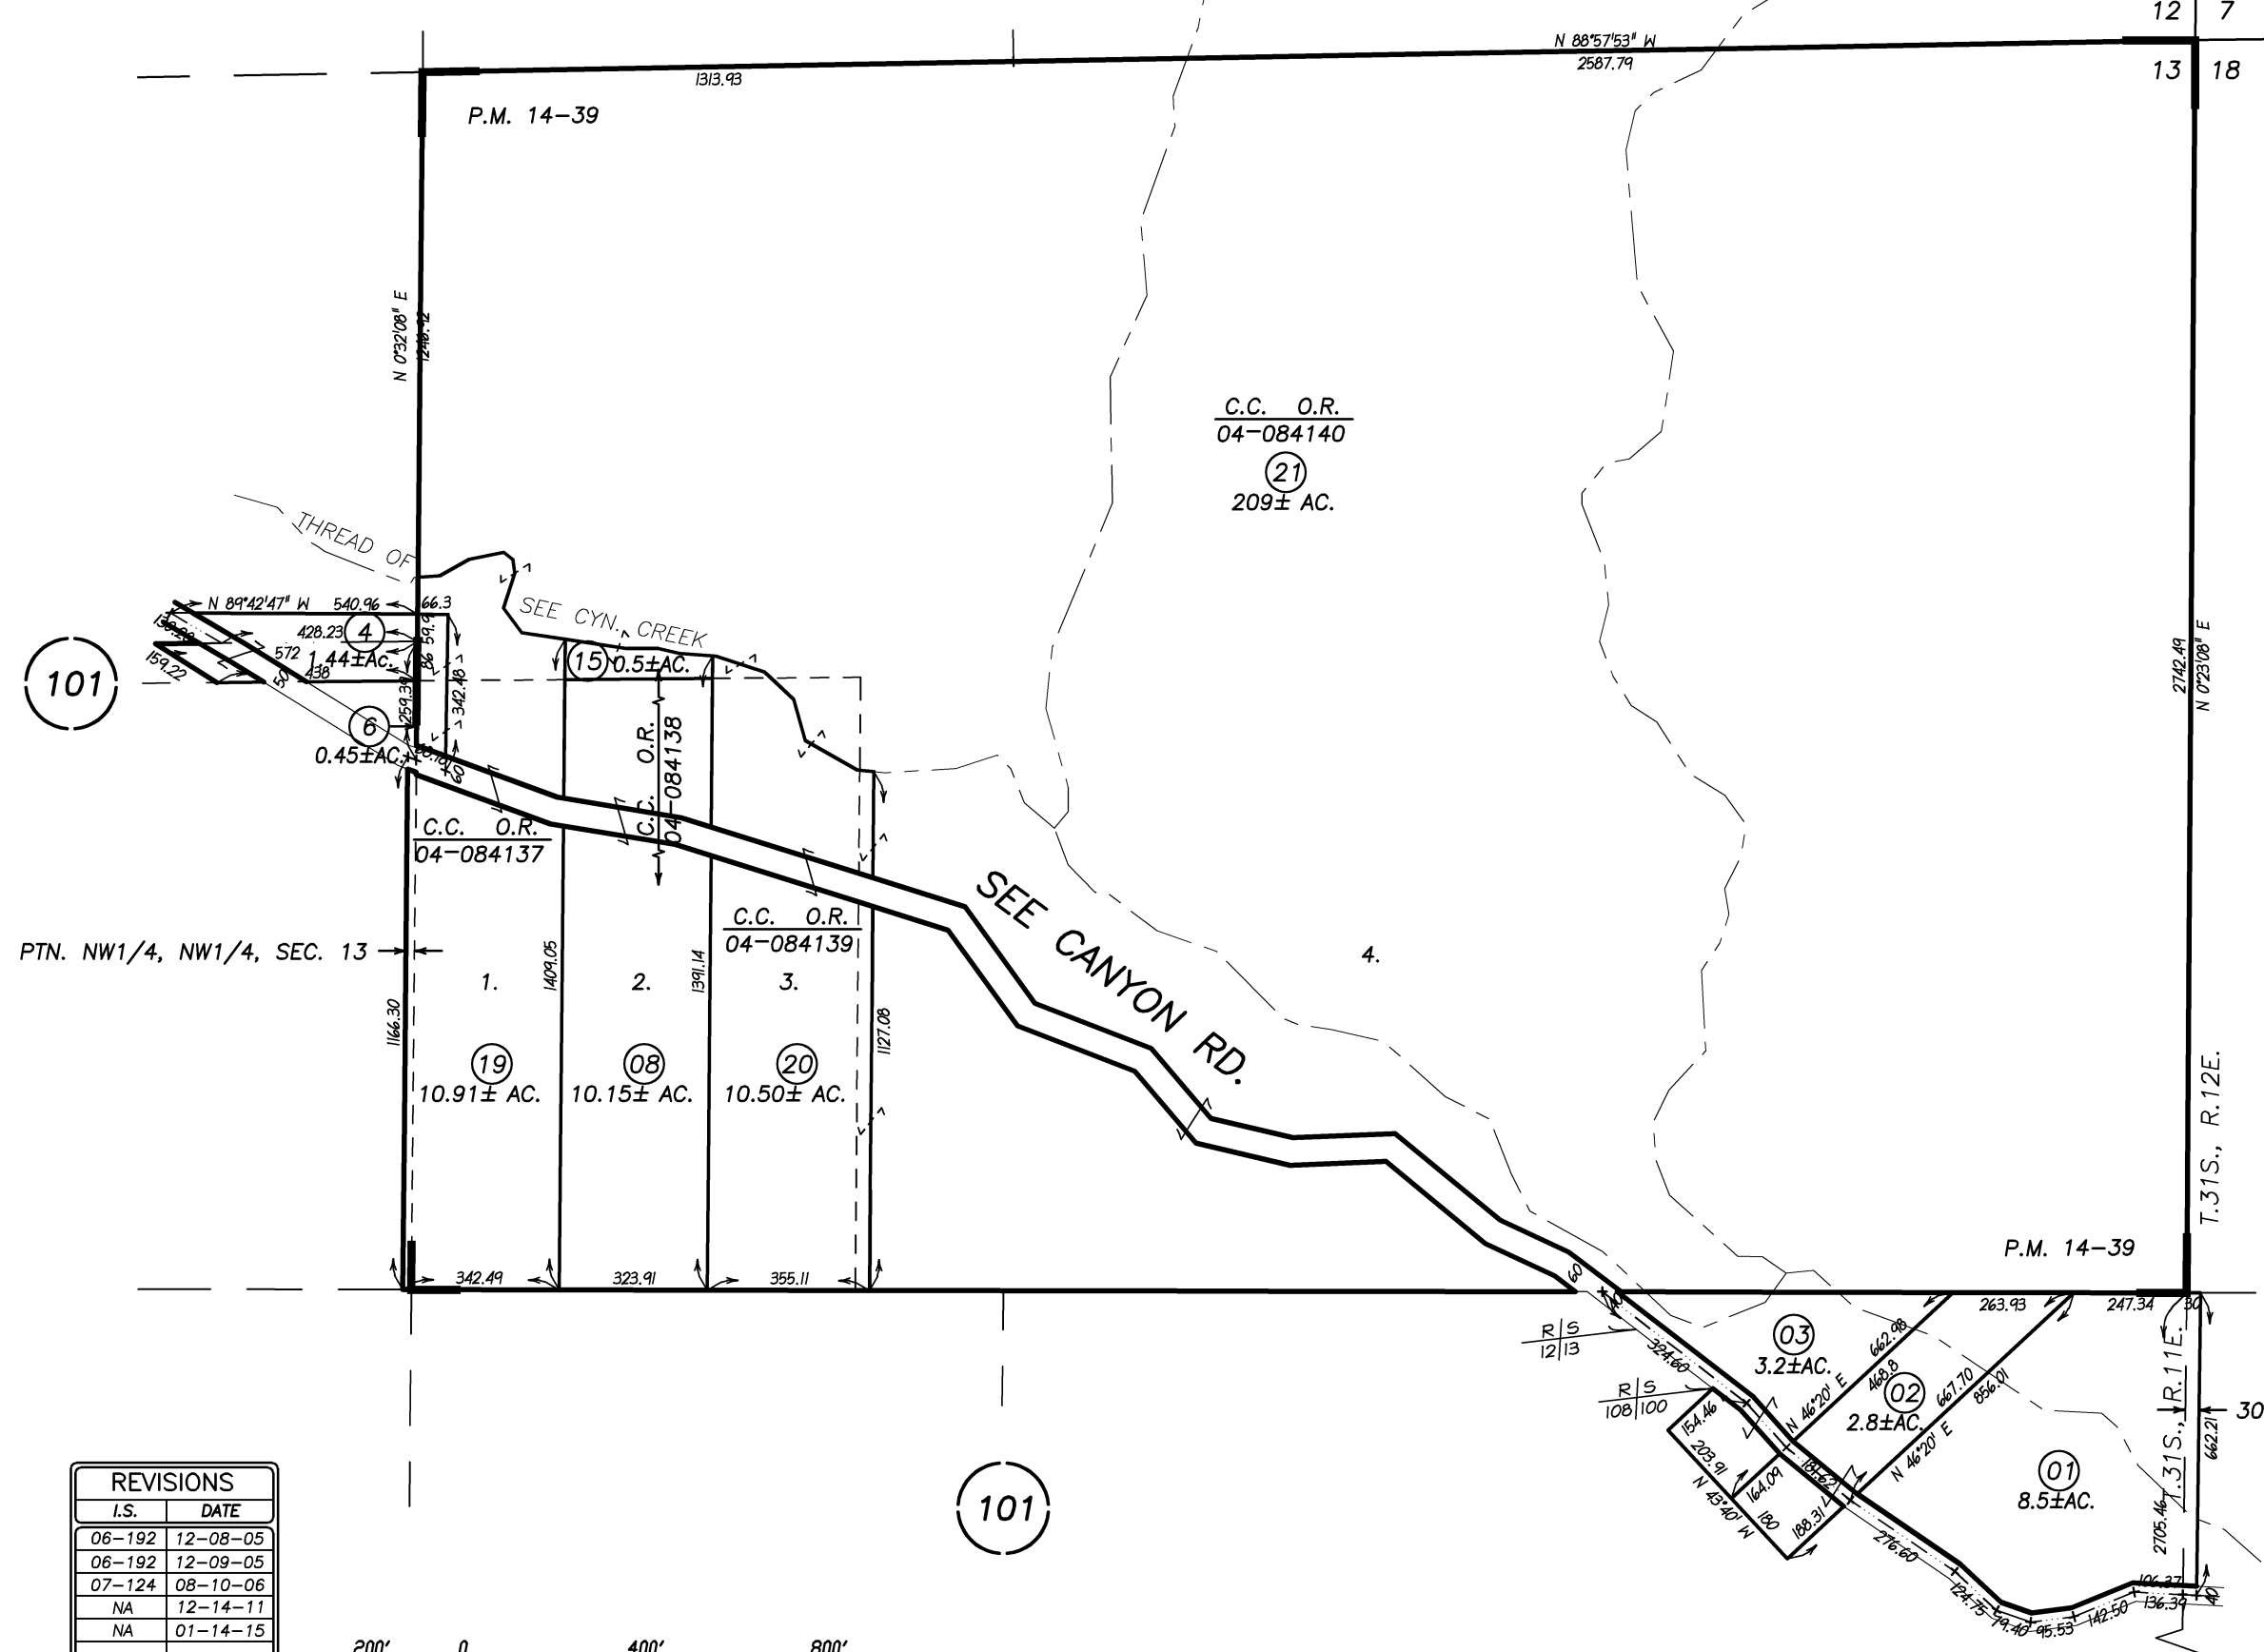 12 7
N 88°57'53" W
1313.93
2587.79
13 18
P.M. 14-39
N 0°32'08" E
C.C. O.R.
04-084140
21
209± AC.
THREAD OF
SEE CYN. CREEK
N 89°42'47" W 540.96 66.3
428.23 4
572 1.44±AC.
438
86
159.22
50
259.39
342.48
15 0.5±AC.
101
6
0.45±AC.
60
C.C. O.R.
04-084138
2742.49
N 0°23'08" E
C.C. O.R.
04-084137
SEE CANYON RD.
C.C. O.R.
04-084139
PTN. NW1/4, NW1/4, SEC. 13
4.
1. 2. 3.
1166.30
1409.05
1391.14
1127.08
19 08 20
10.91± AC. 10.15± AC. 10.50± AC.
T.31S., R.12E.
P.M. 14-39
342.49 323.91 355.11
60
40
263.93 247.34 30
R S
12 13
03
3.2±AC.
324.60
662.98
468.8
N 46°20' E
R S
108 100
02
2.8±AC.
667.70
856.01
N 46°20' E
T.31S., R.11E.
30
662.21
2705.46
154.46
203.91
N 43°40' W
164.09
180
188.31
181.62
01
8.5±AC.
276.60
124.75
79.40
95.53
142.50
106.37
136.39
40
101
REVISIONS
I.S. DATE
06-192 12-08-05
06-192 12-09-05
07-124 08-10-06
NA 12-14-11
NA 01-14-15
200' 0 400' 800'